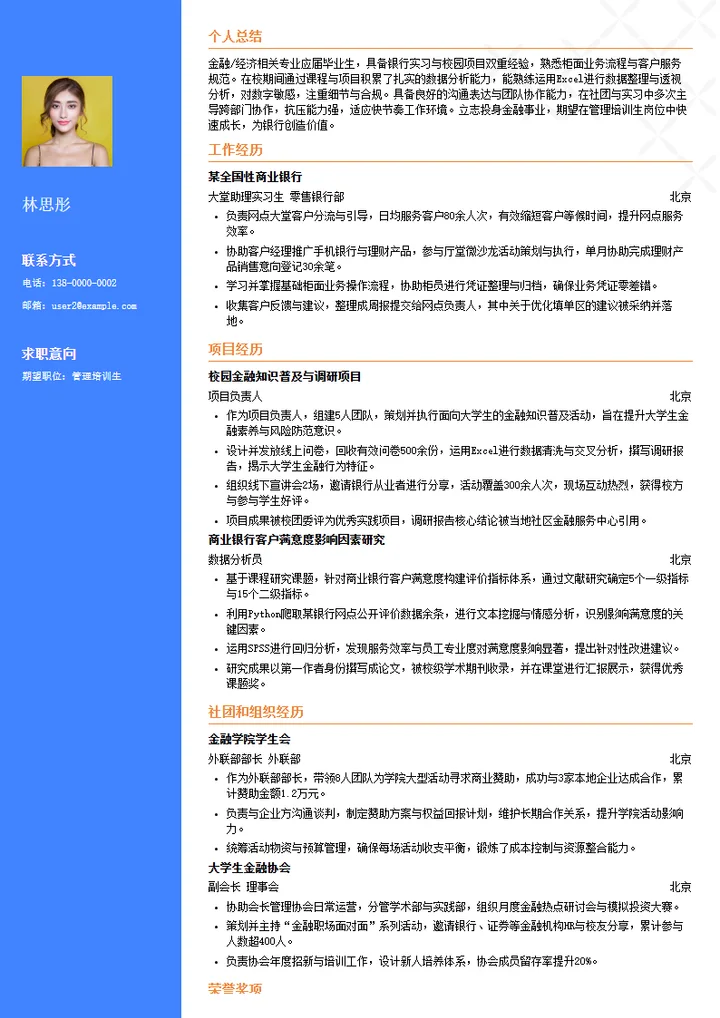 林思彤
联系方式
电话：138-0000-0002
邮箱：user2@example.com
求职意向
期望职位：管理培训生
个人总结
金融/经济相关专业应届毕业生，具备银行实习与校园项目双重经验，熟悉柜面业务流程与客户服务
规范。在校期间通过课程与项目积累了扎实的数据分析能力，能熟练运用Excel进行数据整理与透视
分析，对数字敏感，注重细节与合规。具备良好的沟通表达与团队协作能力，在社团与实习中多次主
导跨部门协作，抗压能力强，适应快节奏工作环境。立志投身金融事业，期望在管理培训生岗位中快
速成长，为银行创造价值。
工作经历
某全国性商业银行
大堂助理实习生 零售银行部 北京
• 负责网点大堂客户分流与引导，日均服务客户80余人次，有效缩短客户等候时间，提升网点服务
效率。
• 协助客户经理推广手机银行与理财产品，参与厅堂微沙龙活动策划与执行，单月协助完成理财产
品销售意向登记30余笔。
• 学习并掌握基础柜面业务操作流程，协助柜员进行凭证整理与归档，确保业务凭证零差错。
• 收集客户反馈与建议，整理成周报提交给网点负责人，其中关于优化填单区的建议被采纳并落
地。
项目经历
校园金融知识普及与调研项目
项目负责人 北京
• 作为项目负责人，组建5人团队，策划并执行面向大学生的金融知识普及活动，旨在提升大学生金
融素养与风险防范意识。
• 设计并发放线上问卷，回收有效问卷500余份，运用Excel进行数据清洗与交叉分析，撰写调研报
告，揭示大学生金融行为特征。
• 组织线下宣讲会2场，邀请银行从业者进行分享，活动覆盖300余人次，现场互动热烈，获得校方
与参与学生好评。
• 项目成果被校团委评为优秀实践项目，调研报告核心结论被当地社区金融服务中心引用。
商业银行客户满意度影响因素研究
数据分析员 北京
• 基于课程研究课题，针对商业银行客户满意度构建评价指标体系，通过文献研究确定5个一级指标
与15个二级指标。
• 利用Python爬取某银行网点公开评价数据余条，进行文本挖掘与情感分析，识别影响满意度的关
键因素。
• 运用SPSS进行回归分析，发现服务效率与员工专业度对满意度影响显著，提出针对性改进建议。
• 研究成果以第一作者身份撰写成论文，被校级学术期刊收录，并在课堂进行汇报展示，获得优秀
课题奖。
社团和组织经历
金融学院学生会
外联部部长 外联部 北京
• 作为外联部部长，带领8人团队为学院大型活动寻求商业赞助，成功与3家本地企业达成合作，累
计赞助金额1.2万元。
• 负责与企业方沟通谈判，制定赞助方案与权益回报计划，维护长期合作关系，提升学院活动影响
力。
• 统筹活动物资与预算管理，确保每场活动收支平衡，锻炼了成本控制与资源整合能力。
大学生金融协会
副会长 理事会 北京
• 协助会长管理协会日常运营，分管学术部与实践部，组织月度金融热点研讨会与模拟投资大赛。
• 策划并主持“金融职场面对面”系列活动，邀请银行、证券等金融机构HR与校友分享，累计参与
人数超400人。
• 负责协会年度招新与培训工作，设计新人培养体系，协会成员留存率提升20%。
荣誉奖项